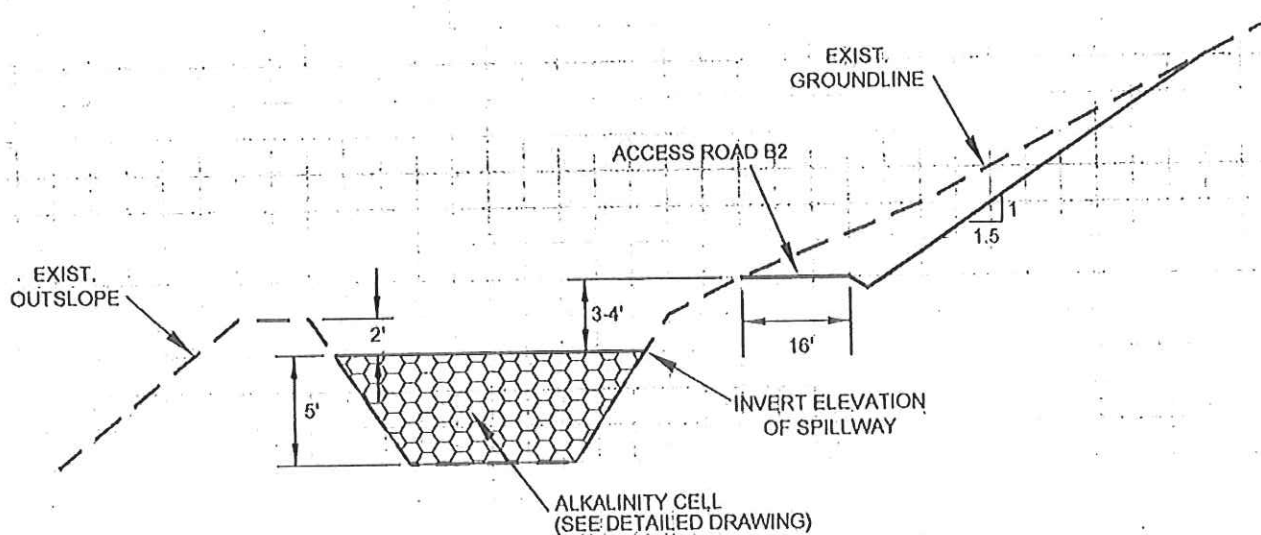 EXIST.
GROUNDLINE
ACCESS ROAD B2
1
1.5
EXIST.
OUTSLOPE
2'
3-4'
16'
5'
INVERT ELEVATION
OF SPILLWAY
ALKALINITY CELL
(SEE DETAILED DRAWING)